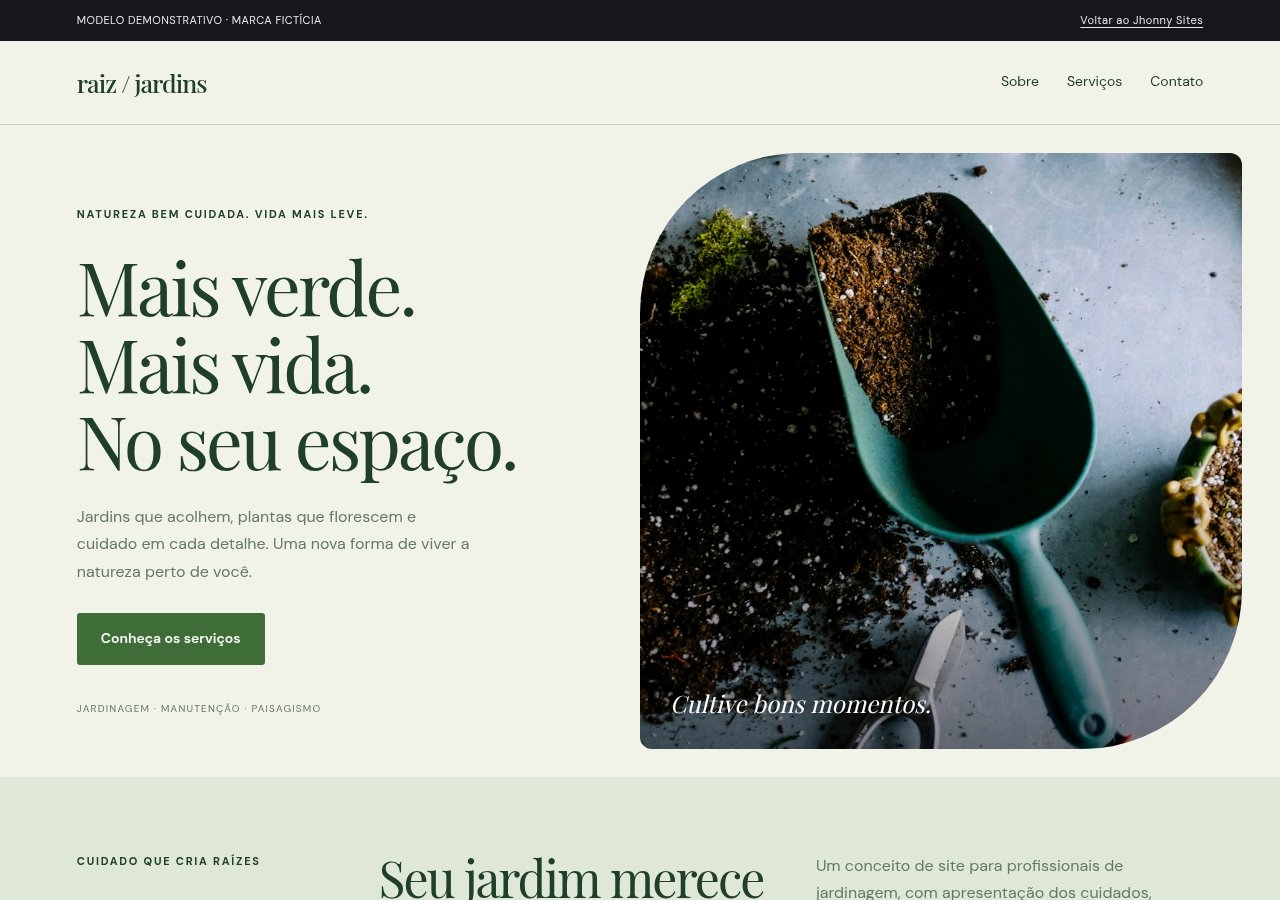 MODELO DEMONSTRATIVO · MARCA FICTÍCIA
Voltar ao Jhonny Sites
raiz / jardins
Sobre
Serviços
Contato
NATUREZA BEM CUIDADA. VIDA MAIS LEVE.
Mais verde.
Mais vida.
No seu espaço.
Jardins que acolhem, plantas que florescem e
cuidado em cada detalhe. Uma nova forma de viver a
natureza perto de você.
Conheça os serviços
JARDINAGEM · MANUTENÇÃO · PAISAGISMO
Cultive bons momentos.
CUIDADO QUE CRIA RAÍZES
Seu jardim merece
Um conceito de site para profissionais de
jardinagem, com apresentação dos cuidados,